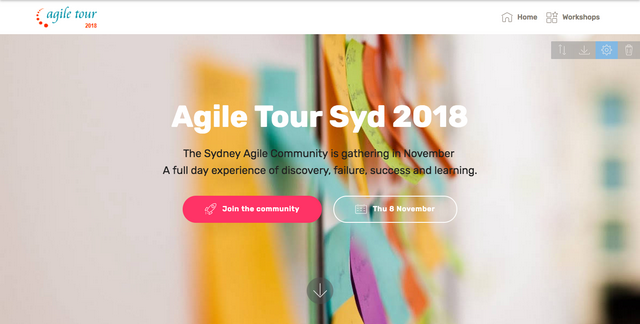 agile tour
2018
Home
Workshops
Agile Tour Syd 2018
The Sydney Agile Community is gathering in November
A full day experience of discovery, failure, success and learning.
Join the community
Thu 8 November